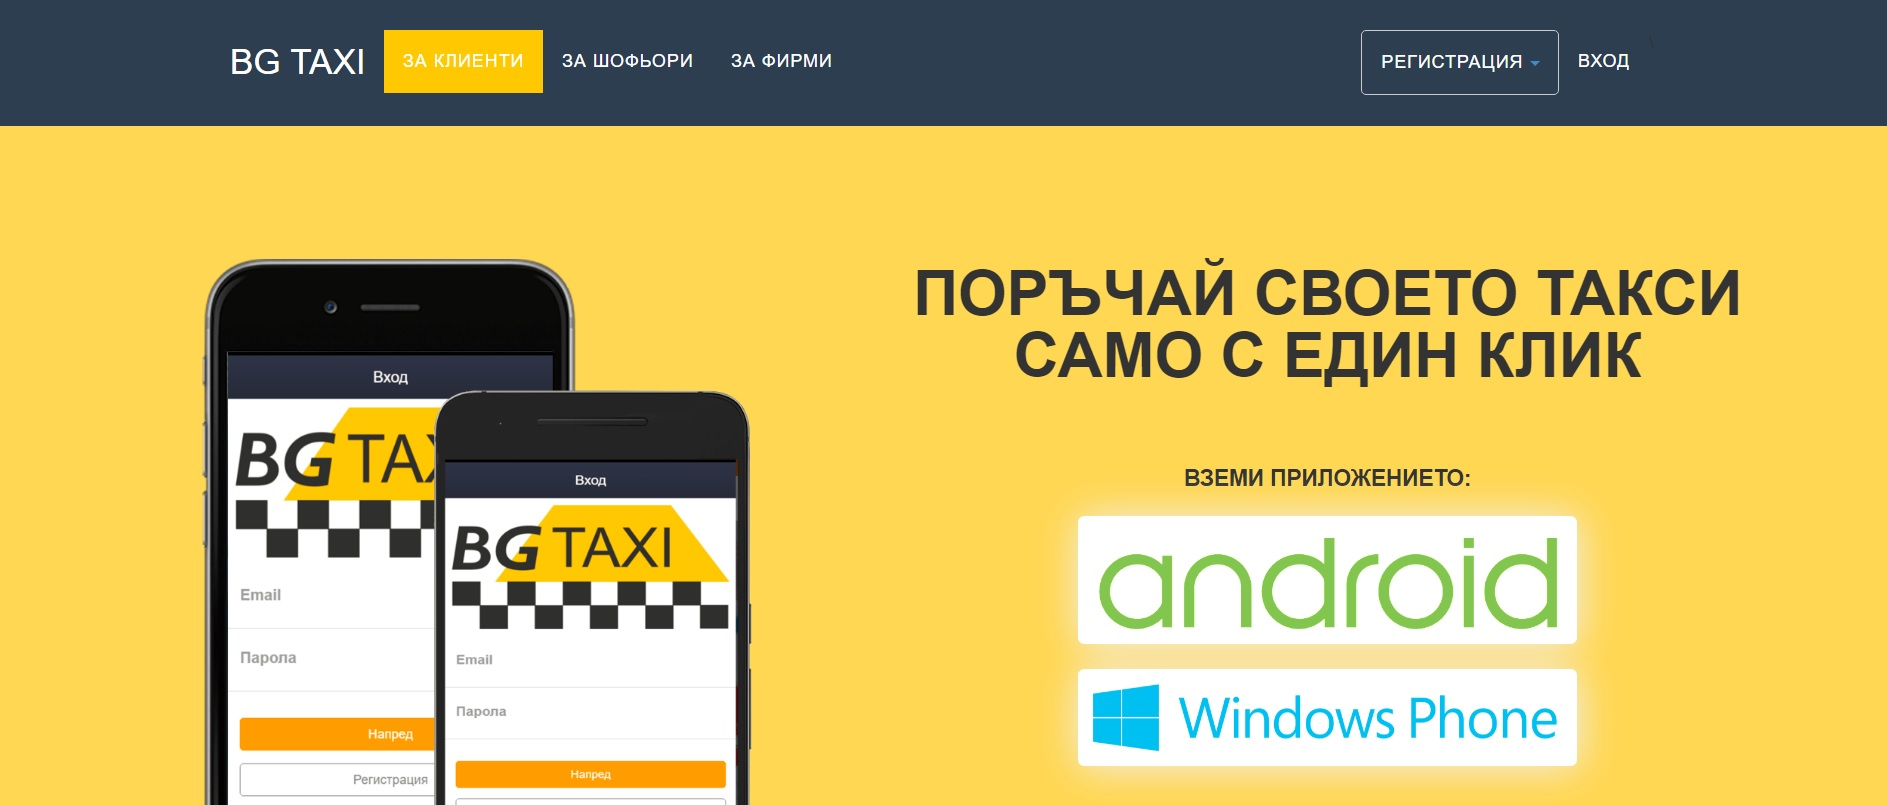 BG TAXI
ЗА КЛИЕНТИ
ЗА ШОФЬОРИ
ЗА ФИРМИ
РЕГИСТРАЦИЯ
ВХОД
ПОРЪЧАЙ СВОЕТО ТАКСИ
САМО С ЕДИН КЛИК
ВЗЕМИ ПРИЛОЖЕНИЕТО:
android
Windows Phone
Вход
BG TAX
Email
Парола
Напред
Регистрация
Вход
BG TAXI
Email
Парола
Напред